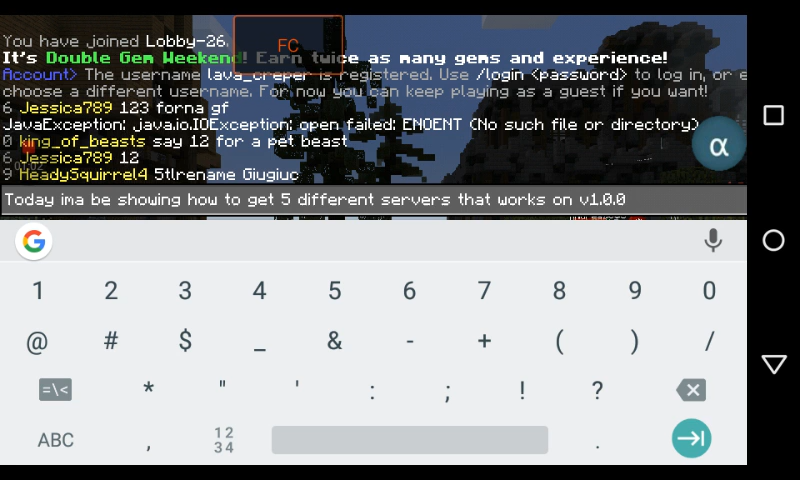 You have joined Lobby-26.
FC
It's Double Gem Weekend! Earn twice as many gems and experience!
Account> The username lava_creper is registered. Use /login <password> to log in, or e
choose a different username. For now you can keep playing as a guest if you want!
6 Jessica789 123 forna gf
JavaException: java.io.IOException: open failed: ENOENT (No such file or directory)
0 king_of_beasts say 12 for a pet beast
α
6 Jessica789 12
9 HeadySquirrel4 5tlrename Giugiuc
Today ima be showing how to get 5 different servers that works on v1.0.0
G
1 2 3 4 5 6 7 8 9 0
@ # $ _ & - + ( ) /
=\< * " ' : ; ! ?
ABC , 12 34 .